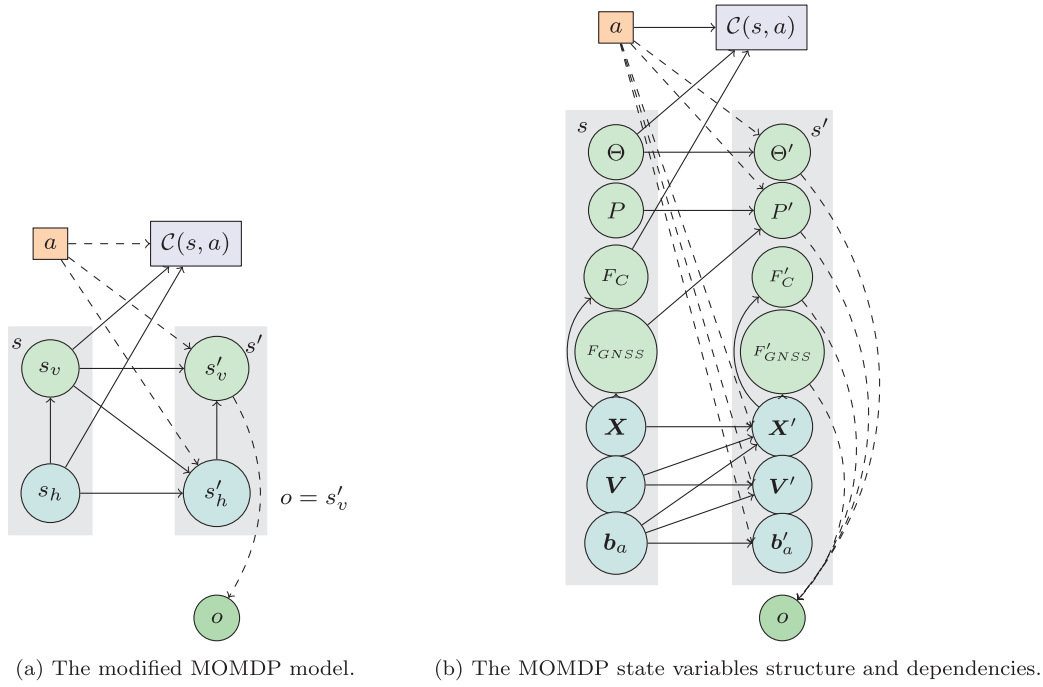 a
C(s, a)
s
s_v
s'_v
s'
s_h
s'_h
o = s'_v
o
(a) The modified MOMDP model.
a
C(s, a)
s
Θ
Θ′
s'
P
P′
F_C
F'_C
F_GNSS
F'_GNSS
X
X′
V
V′
b_a
b'_a
o
(b) The MOMDP state variables structure and dependencies.